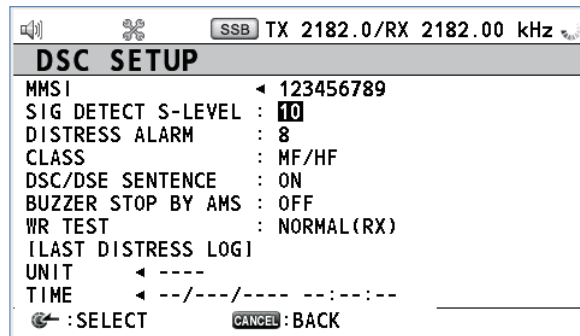 SSB TX 2182.0/RX 2182.00 kHz
DSC SETUP
MMSI ◄ 123456789
SIG DETECT S-LEVEL : 10
DISTRESS ALARM : 8
CLASS : MF/HF
DSC/DSE SENTENCE : ON
BUZZER STOP BY AMS : OFF
WR TEST : NORMAL(RX)
[LAST DISTRESS LOG]
UNIT ◄ ----
TIME ◄ --/---/---- --:--:--
:SELECT CANCEL:BACK